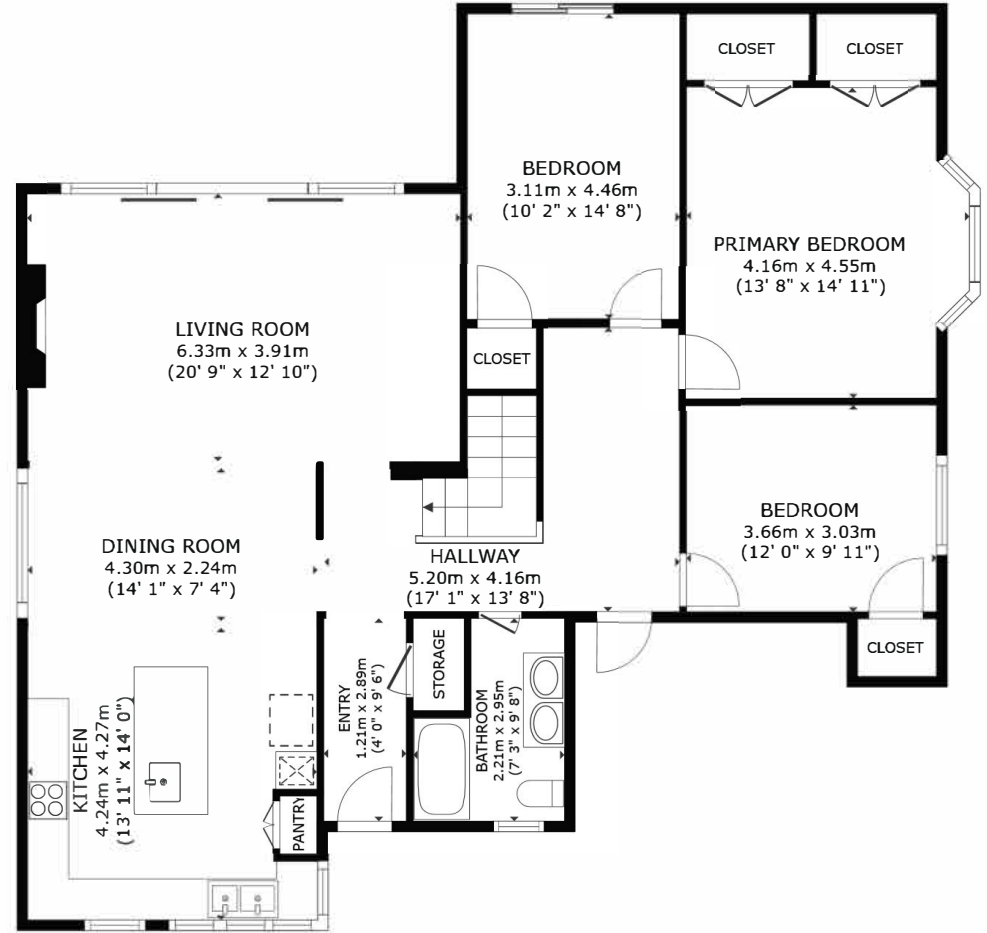 CLOSET
CLOSET
BEDROOM
3.11m x 4.46m
(10' 2" x 14' 8")
PRIMARY BEDROOM
4.16m x 4.55m
(13' 8" x 14' 11")
LIVING ROOM
6.33m x 3.91m
(20' 9" x 12' 10")
CLOSET
DINING ROOM
4.30m x 2.24m
(14' 1" x 7' 4")
HALLWAY
5.20m x 4.16m
(17' 1" x 13' 8")
BEDROOM
3.66m x 3.03m
(12' 0" x 9' 11")
CLOSET
KITCHEN
4.24m x 4.27m
(13' 11" x 14' 0")
PANTRY
ENTRY
1.21m x 2.89m
(4' 0" x 9' 6")
STORAGE
BATHROOM
2.21m x 2.95m
(7' 3" x 9' 8")